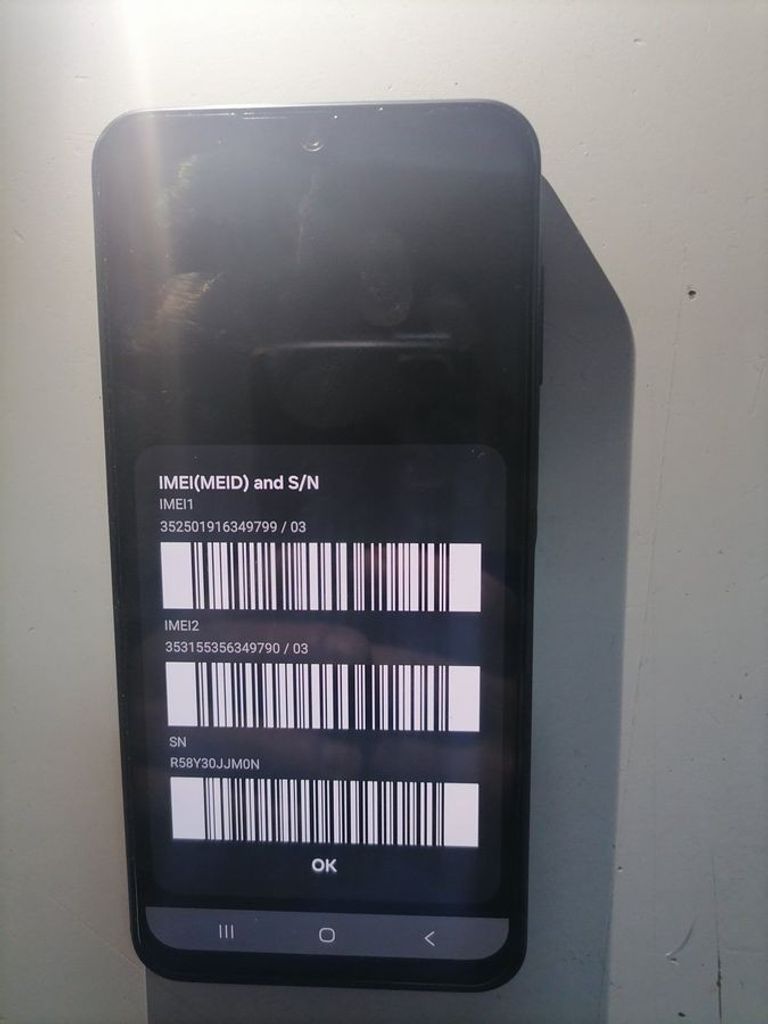 IMEI(MEID) and S/N
IMEI1
352501916349799 / 03
IMEI2
353155356349790 / 03
SN
R58Y30JJM0N
OK